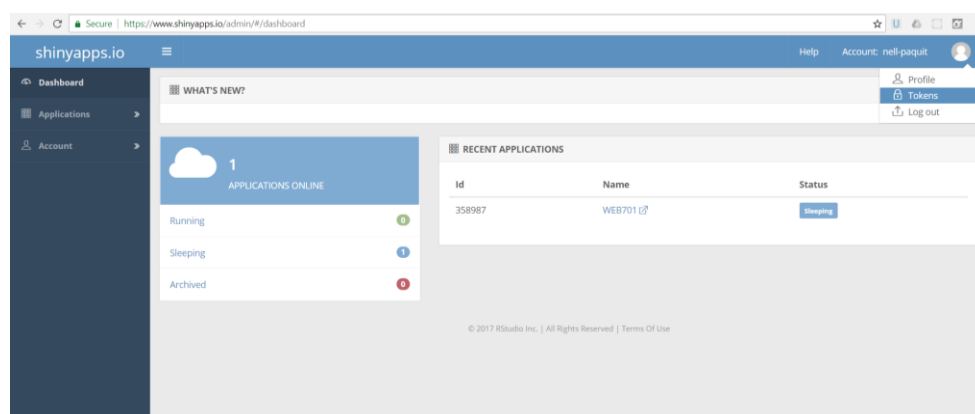 Secure | https://www.shinyapps.io/admin/#/dashboard
shinyapps.io
Help Account: nell-paquit
Dashboard
Applications
Account
Profile
Tokens
Log out
WHAT'S NEW?
1
APPLICATIONS ONLINE
Running 0
Sleeping 1
Archived 0
RECENT APPLICATIONS
Id Name Status
358987 WEB701 Sleeping
© 2017 RStudio Inc. | All Rights Reserved | Terms Of Use